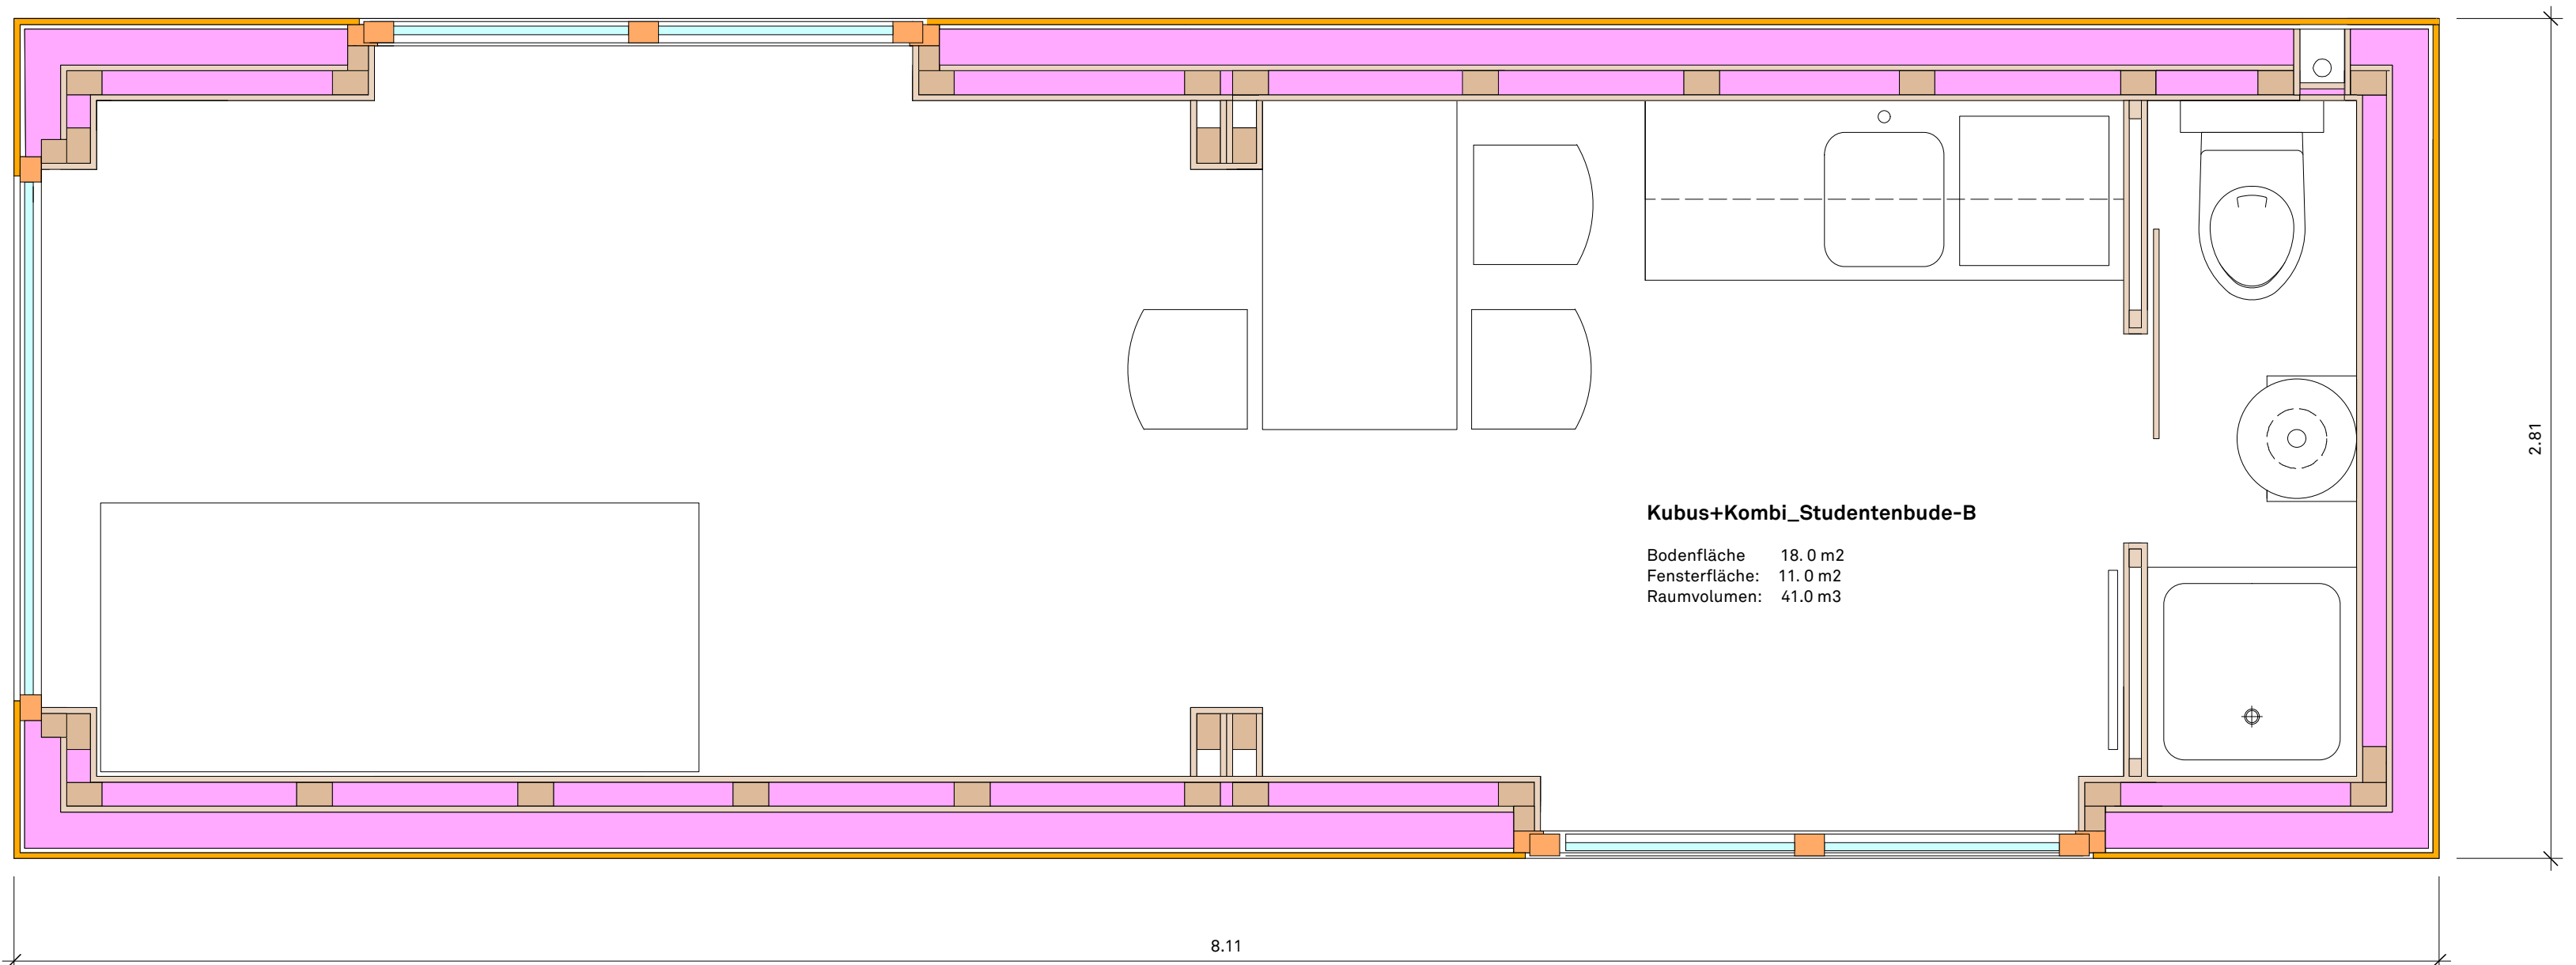 2.81
Kubus+Kombi_Studentenbude-B
Bodenfläche 18. 0 m2
Fensterfläche: 11. 0 m2
Raumvolumen: 41.0 m3
8.11